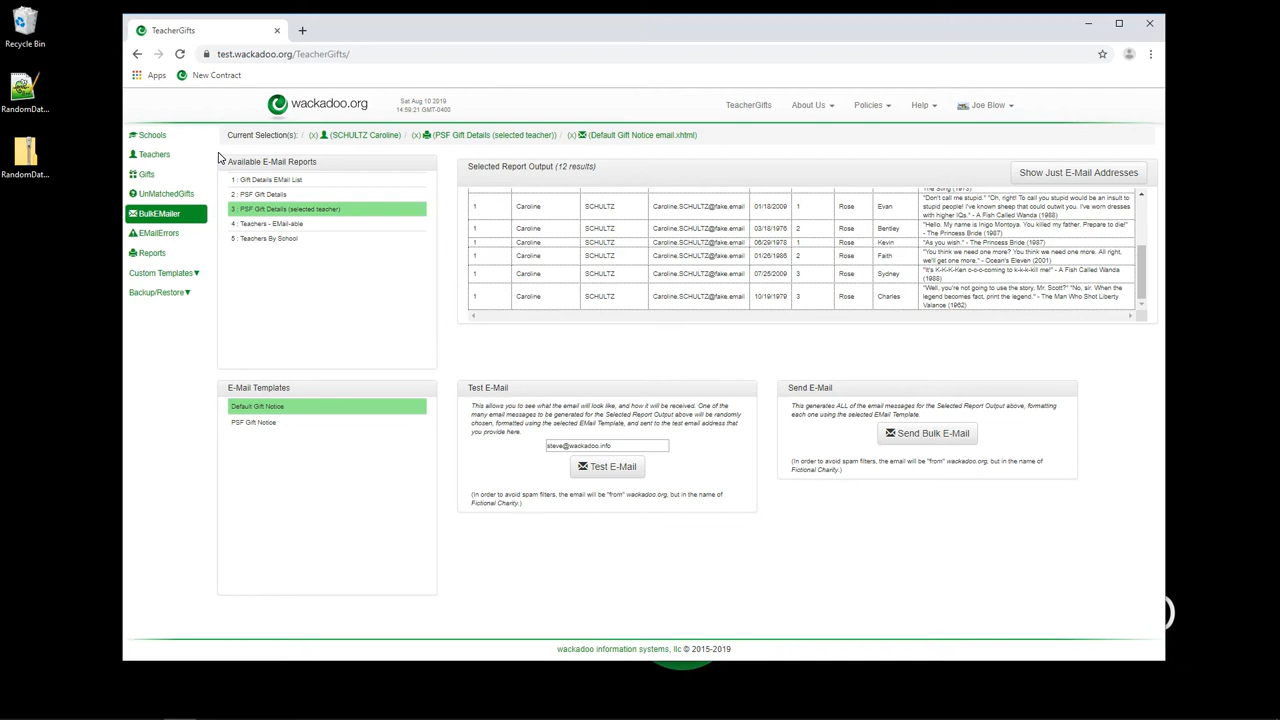 Recycle Bin
RandomDat...
RandomDat...
TeacherGifts
test.wackadoo.org/TeacherGifts/
Apps
New Contract
wackadoo.org
Sat Aug 10 2019
14:59:21 GMT-0400
TeacherGifts
About Us
Policies
Help
Joe Blow
Schools
Teachers
Gifts
UnMatchedGifts
BulkEMailer
EMailErrors
Reports
Custom Templates
Backup/Restore
Current Selection(s): / (x) (SCHULTZ Caroline) / (x) (PSF Gift Details (selected teacher)) / (x) (Default Gift Notice email.xhtml)
Available E-Mail Reports
1 : Gift Details EMail List
2 : PSF Gift Details
3 : PSF Gift Details (selected teacher)
4 : Teachers - EMail-able
5 : Teachers By School
Selected Report Output (12 results)
Show Just E-Mail Addresses
The Sting (1973)
1 Caroline SCHULTZ Caroline.SCHULTZ@fake.email 01/18/2009 1 Rose Evan "Don't call me stupid." "Oh, right! To call you stupid would be an insult to
stupid people! I've known sheep that could outwit you. I've worn dresses
with higher IQs." - A Fish Called Wanda (1988)
1 Caroline SCHULTZ Caroline.SCHULTZ@fake.email 03/18/1976 2 Rose Bentley "Hello. My name is Inigo Montoya. You killed my father. Prepare to die!" -
The Princess Bride (1987)
1 Caroline SCHULTZ Caroline.SCHULTZ@fake.email 06/29/1978 1 Rose Kevin "As you wish." - The Princess Bride (1987)
1 Caroline SCHULTZ Caroline.SCHULTZ@fake.email 01/26/1986 2 Rose Faith "You think we need one more? You think we need one more. All right,
we'll get one more." - Ocean's Eleven (2001)
1 Caroline SCHULTZ Caroline.SCHULTZ@fake.email 07/25/2009 3 Rose Sydney "It's K-K-K-Ken c-c-c-coming to k-k-k-kill me!" - A Fish Called Wanda
(1988)
1 Caroline SCHULTZ Caroline.SCHULTZ@fake.email 10/19/1979 3 Rose Charles "Well, you're not going to use the story, Mr. Scott?" "No, sir. When the
legend becomes fact, print the legend." - The Man Who Shot Liberty
Valance (1962)
E-Mail Templates
Default Gift Notice
PSF Gift Notice
Test E-Mail
This allows you to see what the email will look like, and how it will be received. One of the
many email messages to be generated for the Selected Report Output above will be randomly
chosen, formatted using the selected EMail Template, and sent to the test email address that
you provide here.
steve@wackadoo.info
Test E-Mail
(In order to avoid spam filters, the email will be "from" wackadoo.org, but in the name of
Fictional Charity.)
Send E-Mail
This generates ALL of the email messages for the Selected Report Output above, formatting
each one using the selected EMail Template.
Send Bulk E-Mail
(In order to avoid spam filters, the email will be "from" wackadoo.org, but in the name of
Fictional Charity.)
wackadoo information systems, llc © 2015-2019